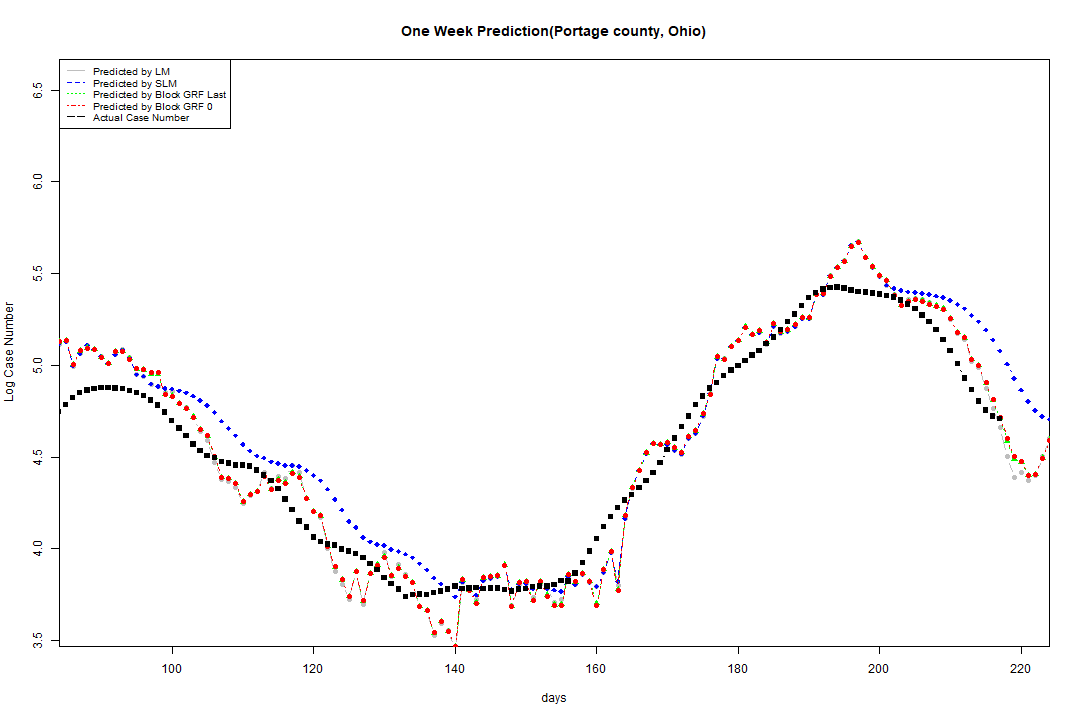 One Week Prediction(Portage county, Ohio)
Predicted by LM
Predicted by SLM
Predicted by Block GRF Last
Predicted by Block GRF 0
Actual Case Number
6.5
6.0
5.5
5.0
4.5
4.0
3.5
Log Case Number
100 120 140 160 180 200 220
days